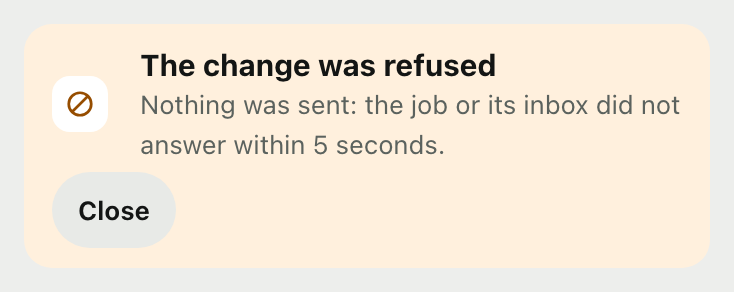 The change was refused
Nothing was sent: the job or its inbox did not
answer within 5 seconds.
Close